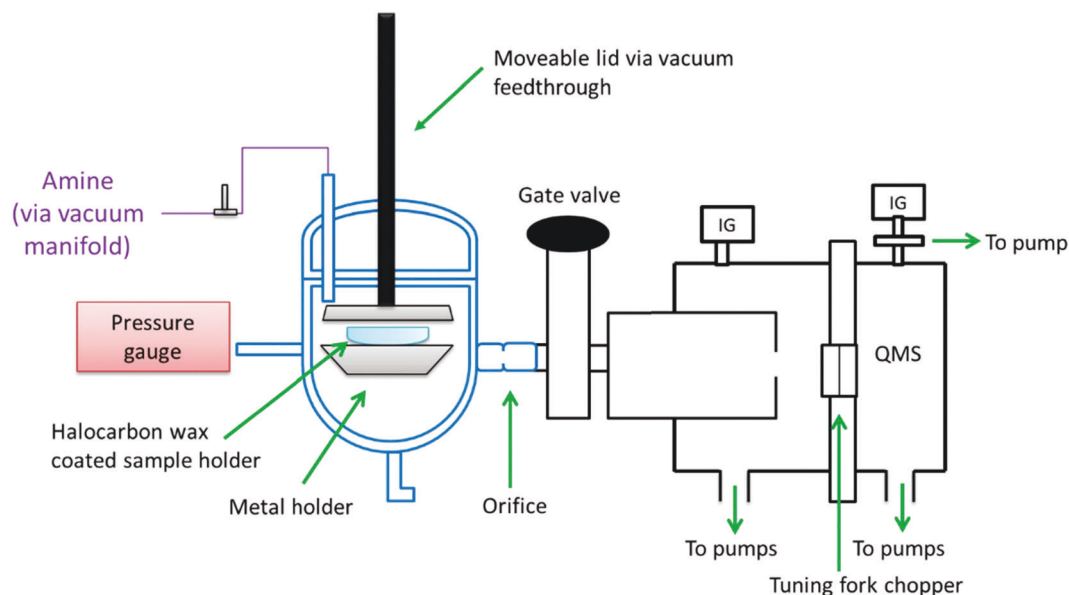 Moveable lid via vacuum
feedthrough
Amine
(via vacuum
manifold)
Gate valve
IG
IG
To pump
Pressure
gauge
QMS
Halocarbon wax
coated sample holder
Metal holder
Orifice
To pumps
To pumps
Tuning fork chopper